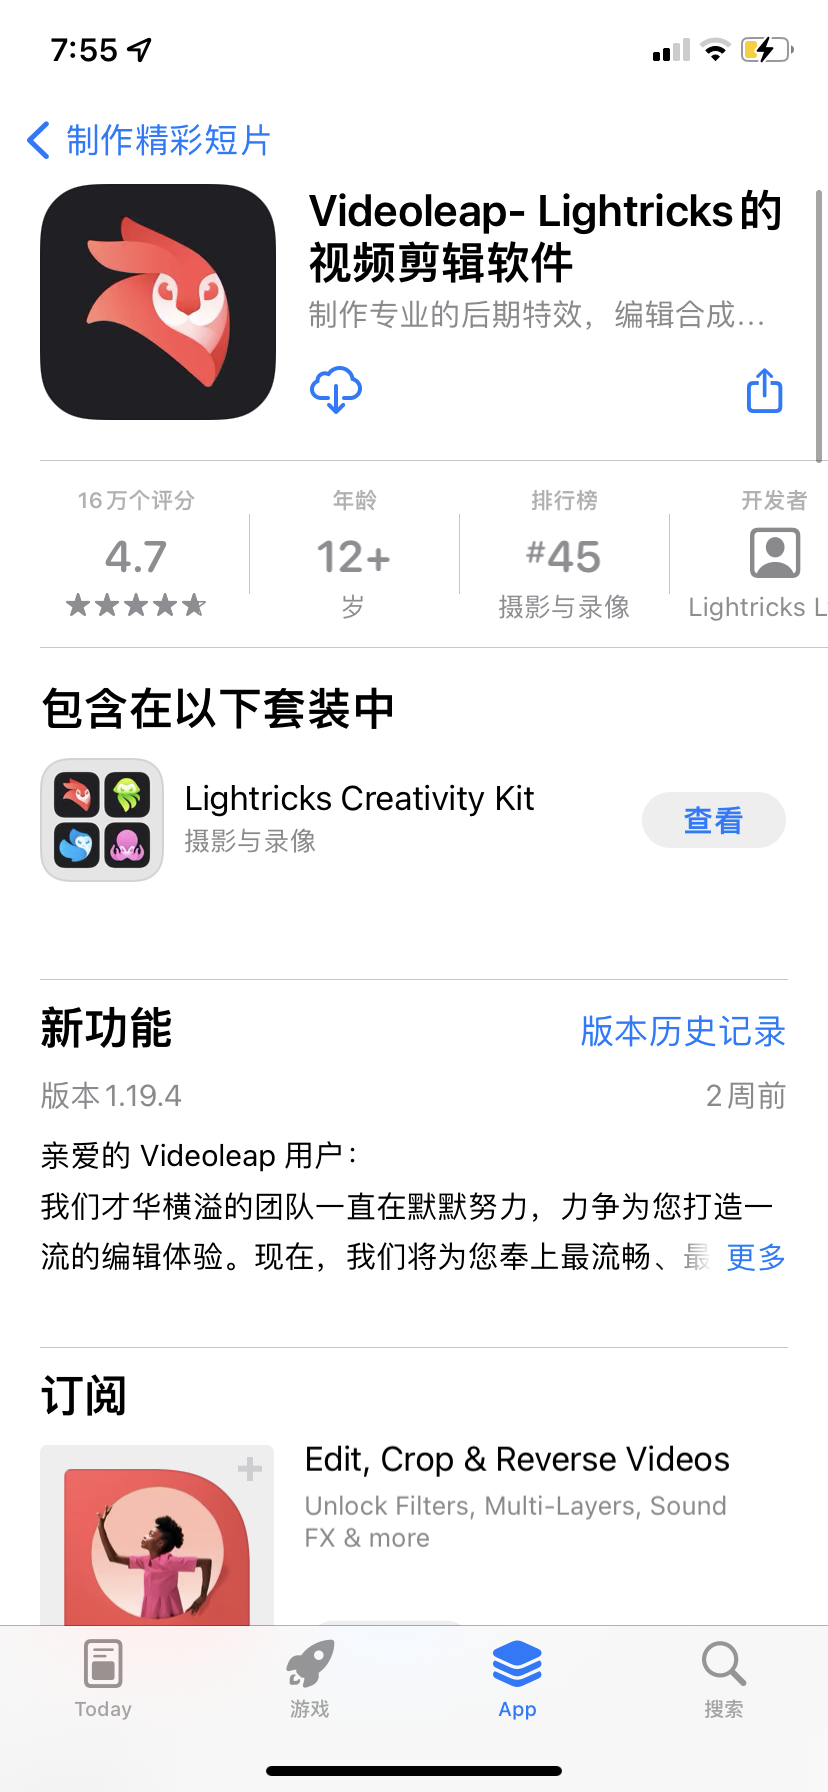 7:55
制作精彩短片
Videoleap- Lightricks的
视频剪辑软件
制作专业的后期特效，编辑合成...
16万个评分
4.7
年龄
12+
岁
排行榜
#45
摄影与录像
开发者
Lightricks L
包含在以下套装中
Lightricks Creativity Kit
摄影与录像
查看
新功能
版本历史记录
版本 1.19.4
2 周前
亲爱的 Videoleap 用户：
我们才华横溢的团队一直在默默努力，力争为您打造一
流的编辑体验。现在，我们将为您奉上最流畅、最
更多
订阅
Edit, Crop & Reverse Videos
Unlock Filters, Multi-Layers, Sound
FX & more
Today
游戏
App
搜索